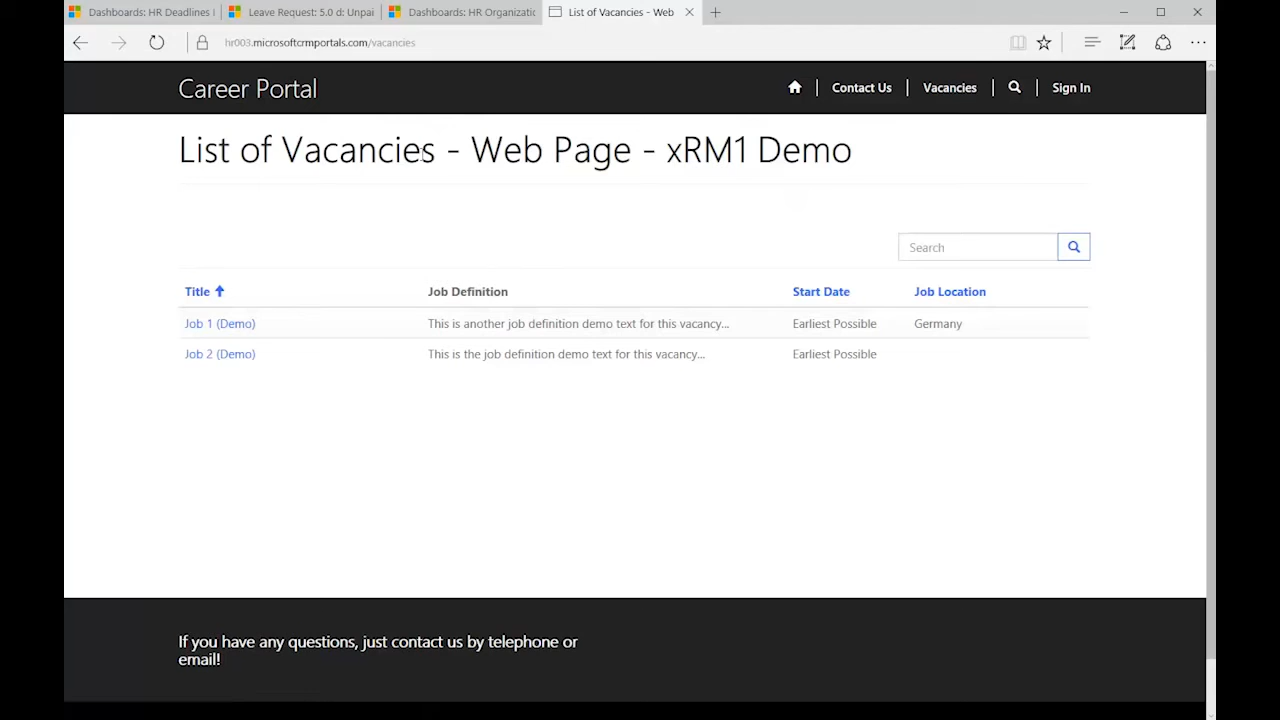 Dashboards: HR Deadlines
Leave Request: 5.0 d: Unpai
Dashboards: HR Organizatic
List of Vacancies - Web
hr003.microsoftcrmportals.com/vacancies
Career Portal
Contact Us
Vacancies
Sign In
List of Vacancies - Web Page - xRM1 Demo
Search
Title Job Definition Start Date Job Location
Job 1 (Demo) This is another job definition demo text for this vacancy... Earliest Possible Germany
Job 2 (Demo) This is the job definition demo text for this vacancy... Earliest Possible
If you have any questions, just contact us by telephone or
email!